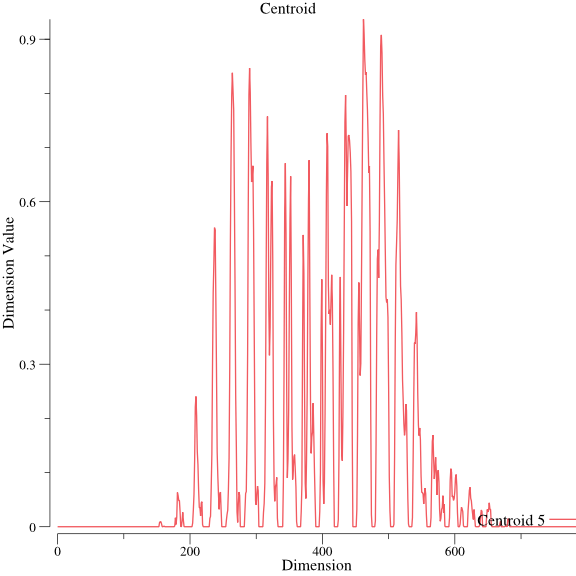 Centroid
0.9
0.6
0.3
0
Dimension Value
Centroid 5
0 200 400 600
Dimension